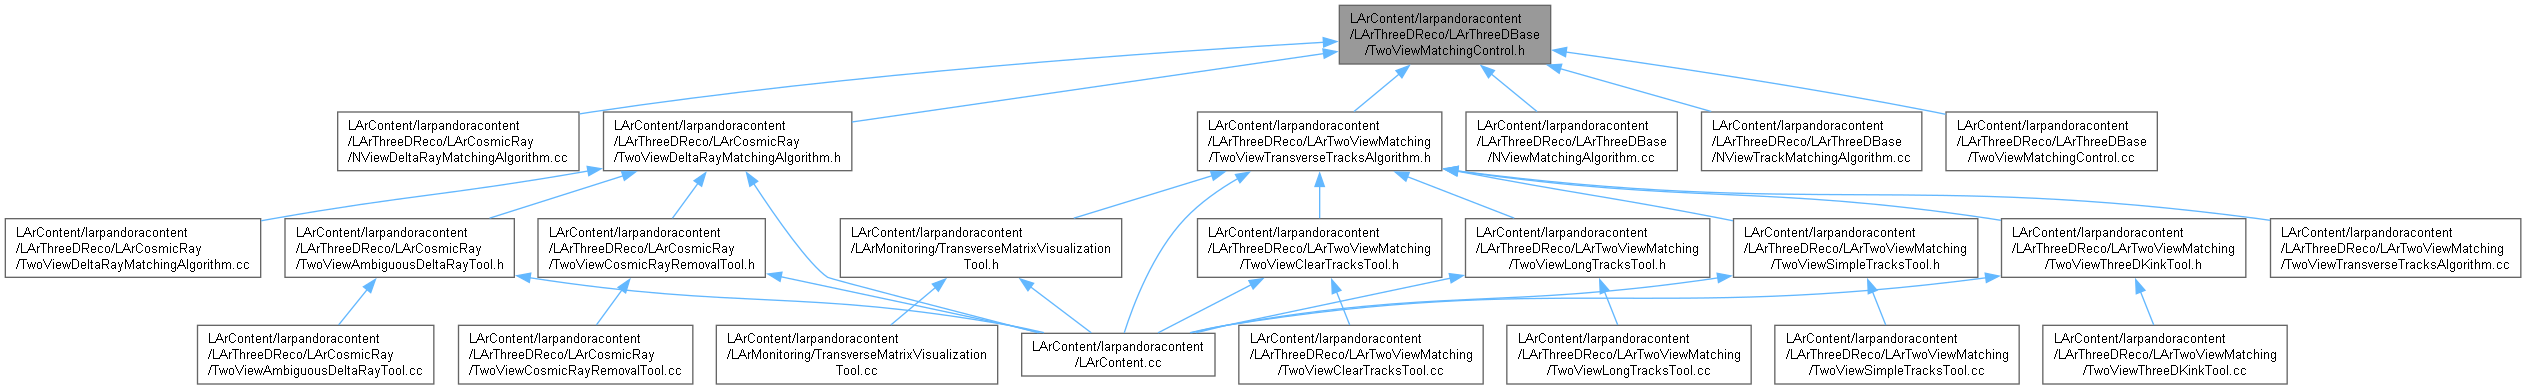 LArContent/larpandoracontent
/LArThreeDReco/LArThreeDBase
/TwoViewMatchingControl.h
LArContent/larpandoracontent
/LArThreeDReco/LArCosmicRay
/NViewDeltaRayMatchingAlgorithm.cc
LArContent/larpandoracontent
/LArThreeDReco/LArCosmicRay
/TwoViewDeltaRayMatchingAlgorithm.h
LArContent/larpandoracontent
/LArThreeDReco/LArTwoViewMatching
/TwoViewTransverseTracksAlgorithm.h
LArContent/larpandoracontent
/LArThreeDReco/LArThreeDBase
/NViewMatchingAlgorithm.cc
LArContent/larpandoracontent
/LArThreeDReco/LArThreeDBase
/NViewTrackMatchingAlgorithm.cc
LArContent/larpandoracontent
/LArThreeDReco/LArThreeDBase
/TwoViewMatchingControl.cc
LArContent/larpandoracontent
/LArThreeDReco/LArCosmicRay
/TwoViewDeltaRayMatchingAlgorithm.cc
LArContent/larpandoracontent
/LArThreeDReco/LArCosmicRay
/TwoViewAmbiguousDeltaRayTool.h
LArContent/larpandoracontent
/LArThreeDReco/LArCosmicRay
/TwoViewCosmicRayRemovalTool.h
LArContent/larpandoracontent
/LArMonitoring/TransverseMatrixVisualization
Tool.h
LArContent/larpandoracontent
/LArThreeDReco/LArTwoViewMatching
/TwoViewClearTracksTool.h
LArContent/larpandoracontent
/LArThreeDReco/LArTwoViewMatching
/TwoViewLongTracksTool.h
LArContent/larpandoracontent
/LArThreeDReco/LArTwoViewMatching
/TwoViewSimpleTracksTool.h
LArContent/larpandoracontent
/LArThreeDReco/LArTwoViewMatching
/TwoViewThreeDKinkTool.h
LArContent/larpandoracontent
/LArThreeDReco/LArTwoViewMatching
/TwoViewTransverseTracksAlgorithm.cc
LArContent/larpandoracontent
/LArThreeDReco/LArCosmicRay
/TwoViewAmbiguousDeltaRayTool.cc
LArContent/larpandoracontent
/LArThreeDReco/LArCosmicRay
/TwoViewCosmicRayRemovalTool.cc
LArContent/larpandoracontent
/LArMonitoring/TransverseMatrixVisualization
Tool.cc
LArContent/larpandoracontent
/LArContent.cc
LArContent/larpandoracontent
/LArThreeDReco/LArTwoViewMatching
/TwoViewClearTracksTool.cc
LArContent/larpandoracontent
/LArThreeDReco/LArTwoViewMatching
/TwoViewLongTracksTool.cc
LArContent/larpandoracontent
/LArThreeDReco/LArTwoViewMatching
/TwoViewSimpleTracksTool.cc
LArContent/larpandoracontent
/LArThreeDReco/LArTwoViewMatching
/TwoViewThreeDKinkTool.cc